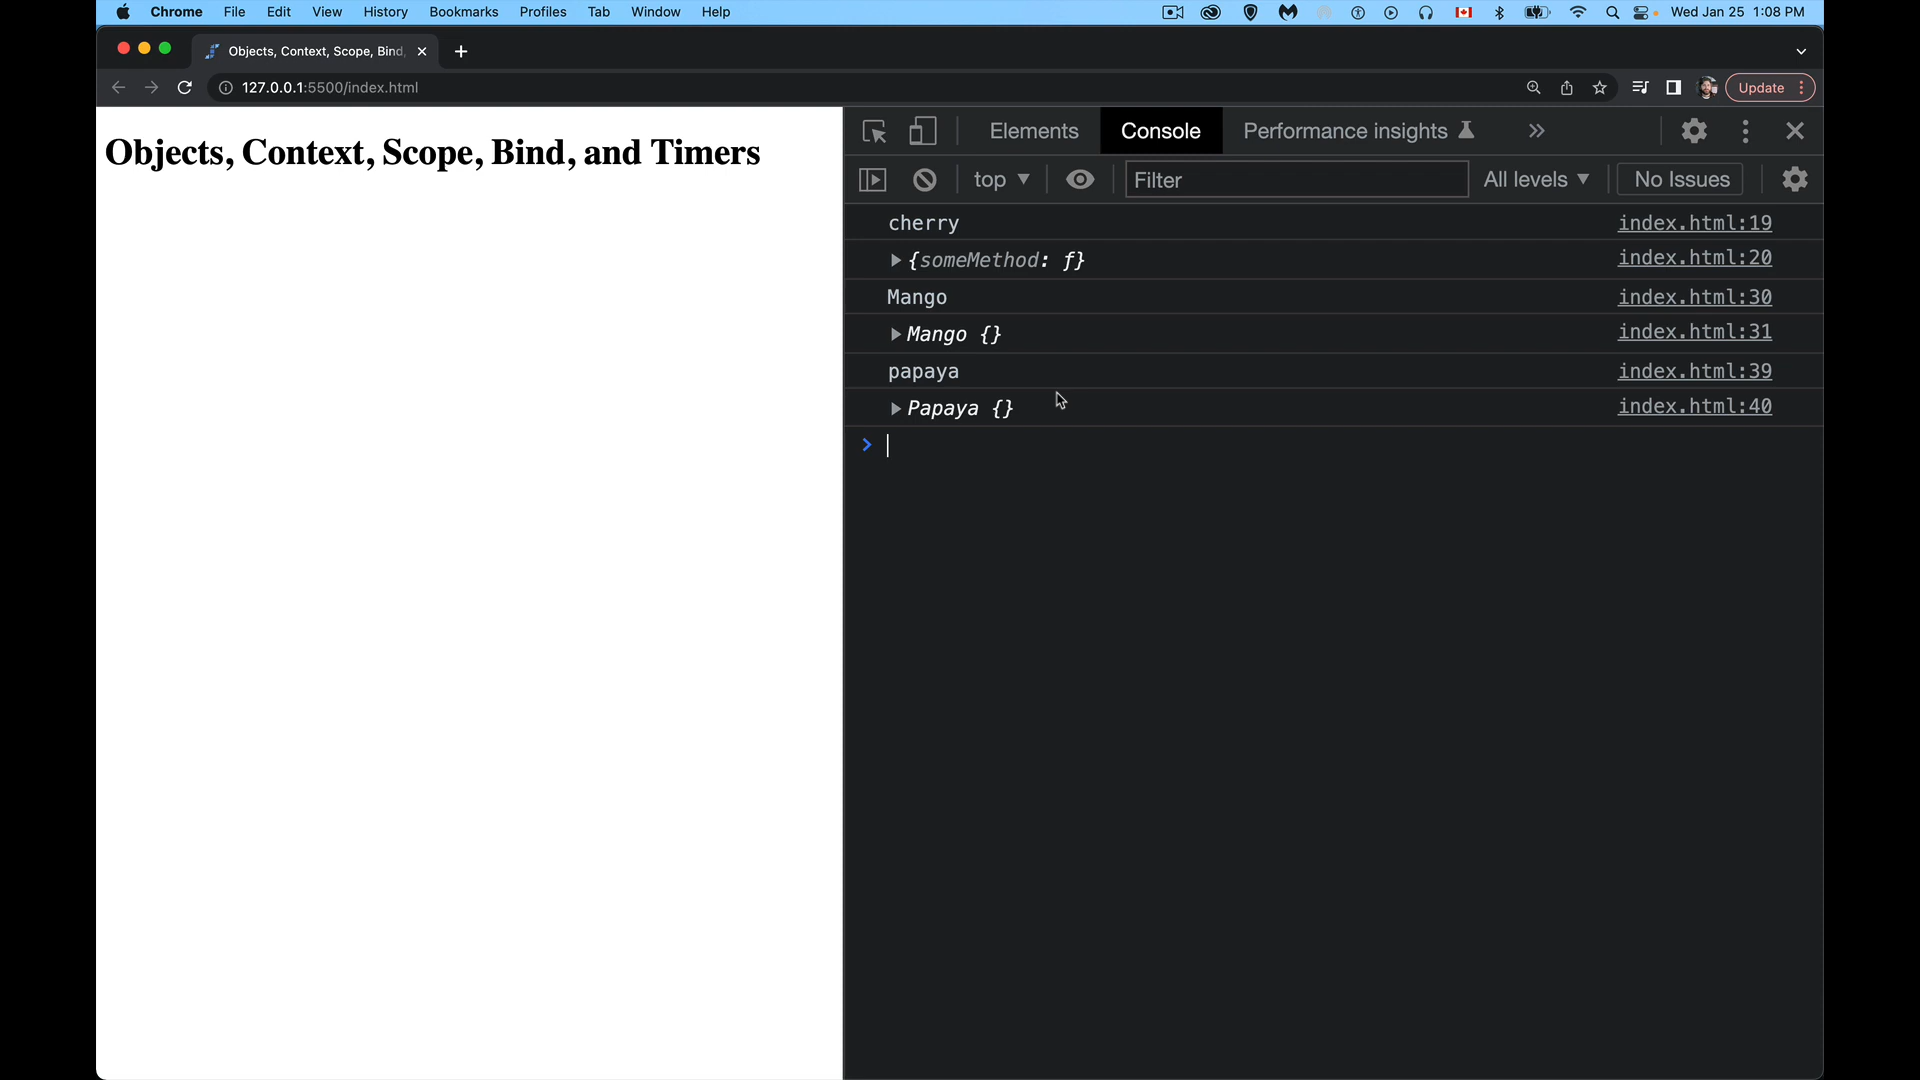 Chrome File Edit View History Bookmarks Profiles Tab Window Help Wed Jan 25 1:08 PM
Objects, Context, Scope, Bind,
127.0.0.1:5500/index.html Update
Objects, Context, Scope, Bind, and Timers
Elements Console Performance insights
top Filter All levels No Issues
cherry index.html:19
{someMethod: ƒ} index.html:20
Mango index.html:30
Mango {} index.html:31
papaya index.html:39
Papaya {} index.html:40